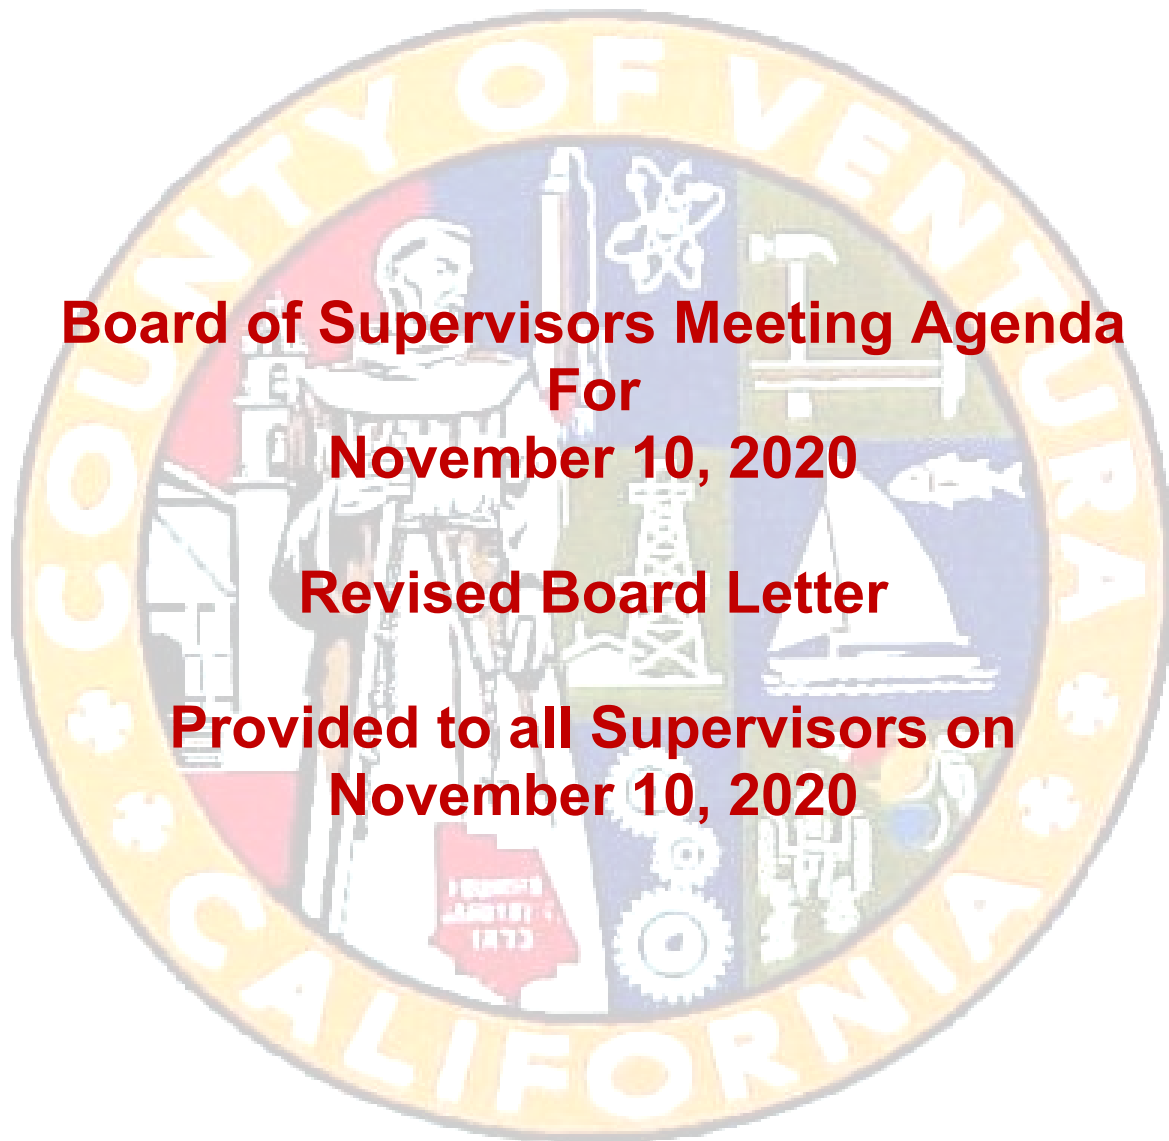 COUNTY OF VENTURA
Board of Supervisors Meeting Agenda
For
November 10, 2020
Revised Board Letter
Provided to all Supervisors on
November 10, 2020
1873
CALIFORNIA